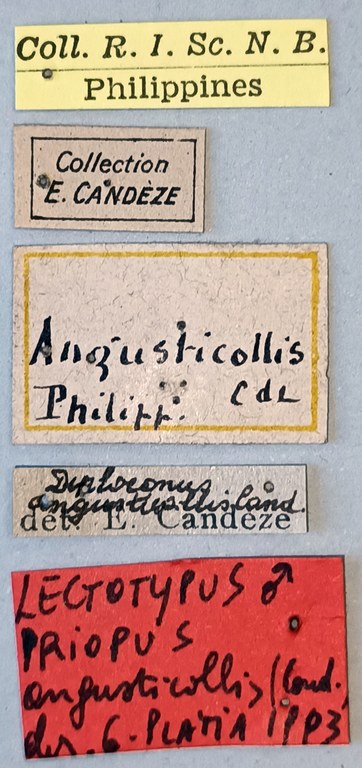 Coll. R. I. Sc. N. B.
Philippines
Collection
E. CANDÈZE
Angusticollis
Philipp. Cdz
Diploconus
angusticollis Cand.
det. E. Candèze
LECTOTYPUS ♂
PRIOPUS
angusticollis (Cand.
des. G. PLATIA 1993